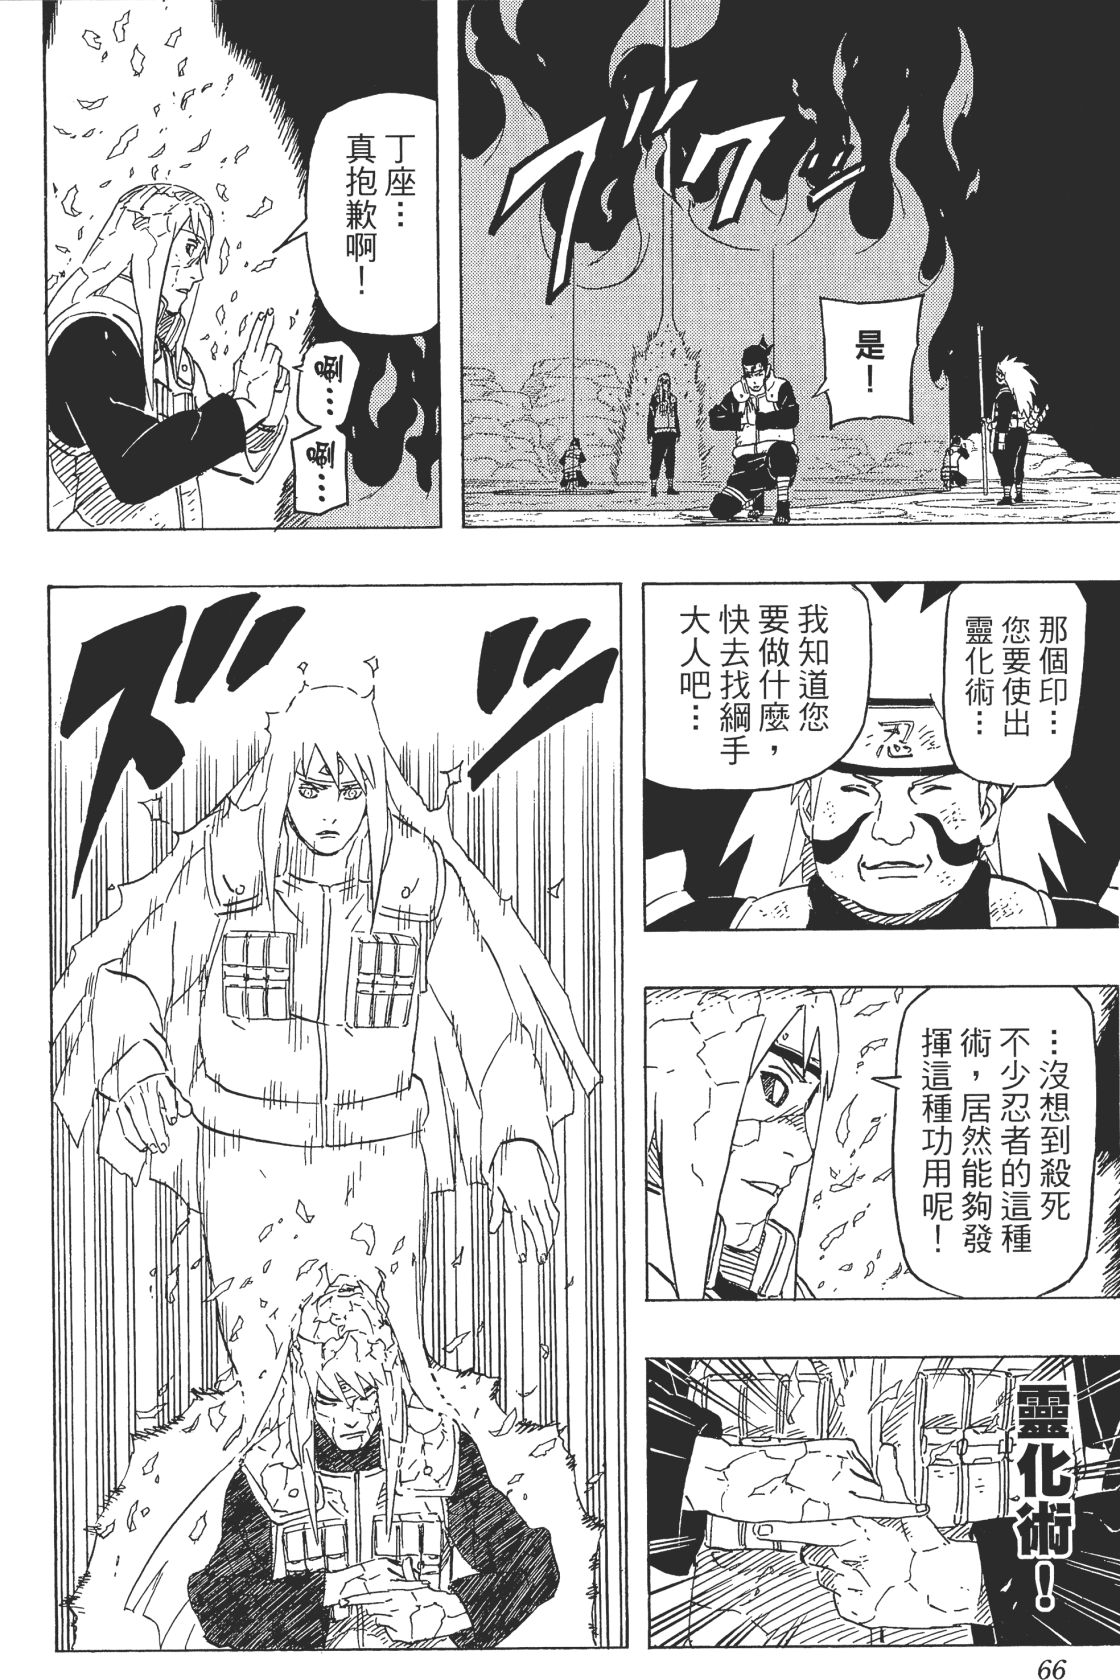 ブワッ
是！
丁座…
真抱歉啊！
那個印…
您要使出
靈化術…
我知道您
要做什麼，
快去找綱手
大人吧…
…沒想到殺死
不少忍者的這種
術，居然能夠發
揮這種功用呢！
靈化術！
ズッ
66